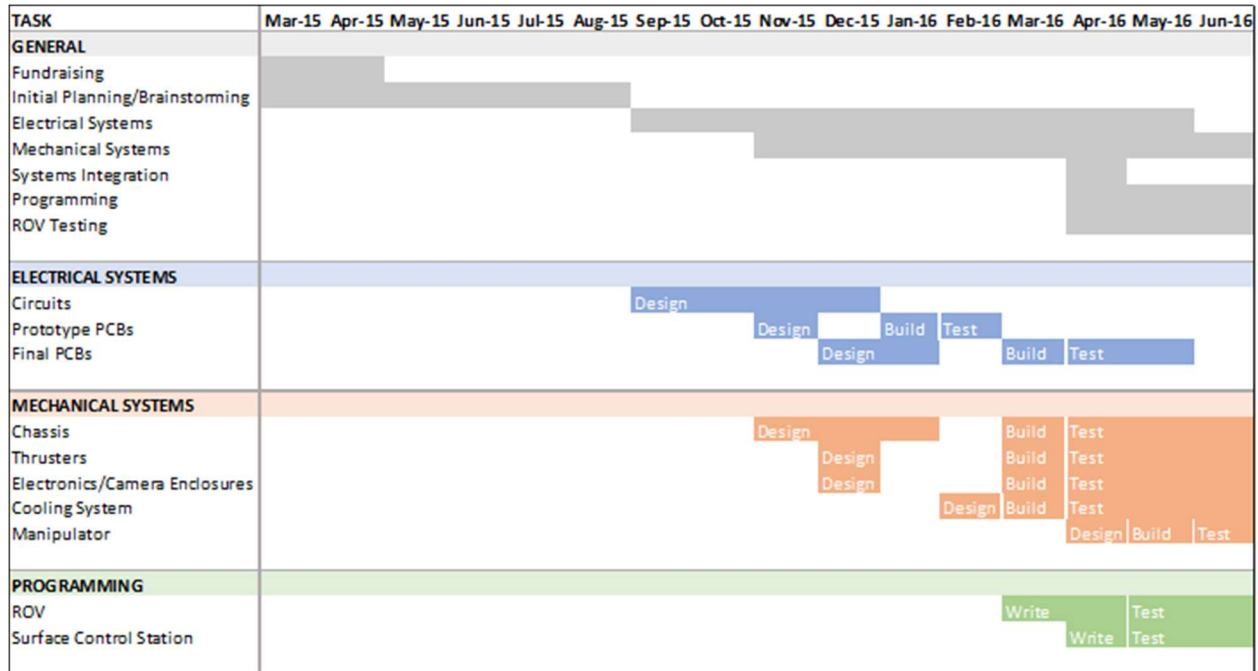 TASK Mar-15 Apr-15 May-15 Jun-15 Jul-15 Aug-15 Sep-15 Oct-15 Nov-15 Dec-15 Jan-16 Feb-16 Mar-16 Apr-16 May-16 Jun-16
GENERAL
Fundraising
Initial Planning/Brainstorming
Electrical Systems
Mechanical Systems
Systems Integration
Programming
ROV Testing
ELECTRICAL SYSTEMS
Circuits Design
Prototype PCBs Design Build Test
Final PCBs Design Build Test
MECHANICAL SYSTEMS
Chassis Design Build Test
Thrusters Design Build Test
Electronics/Camera Enclosures Design Build Test
Cooling System Design Build Test
Manipulator Design Build Test
PROGRAMMING
ROV Write Test
Surface Control Station Write Test